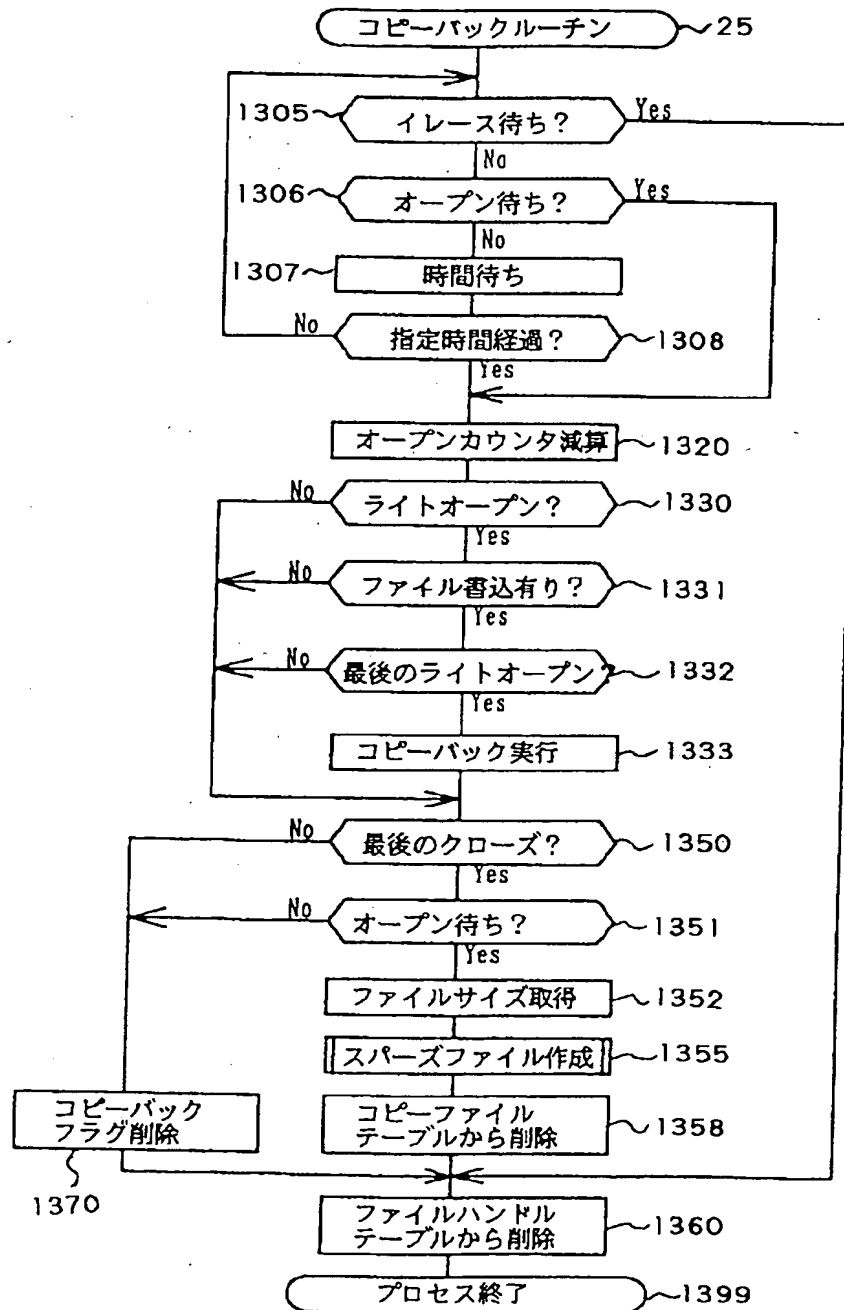 コピーバックルーチン 25
1305 イレース待ち? Yes
No
1306 オープン待ち? Yes
No
1307 時間待ち
No 指定時間経過? 1308
Yes
オープンカウンタ減算 1320
No ライトオープン? 1330
Yes
No ファイル書込有り? 1331
Yes
No 最後のライトオープン? 1332
Yes
コピーバック実行 1333
No 最後のクローズ? 1350
Yes
No オープン待ち? 1351
Yes
ファイルサイズ取得 1352
スパーズファイル作成 1355
コピーバック
フラグ削除
1370
コピーファイル
テーブルから削除 1358
ファイルハンドル
テーブルから削除 1360
プロセス終了 1399